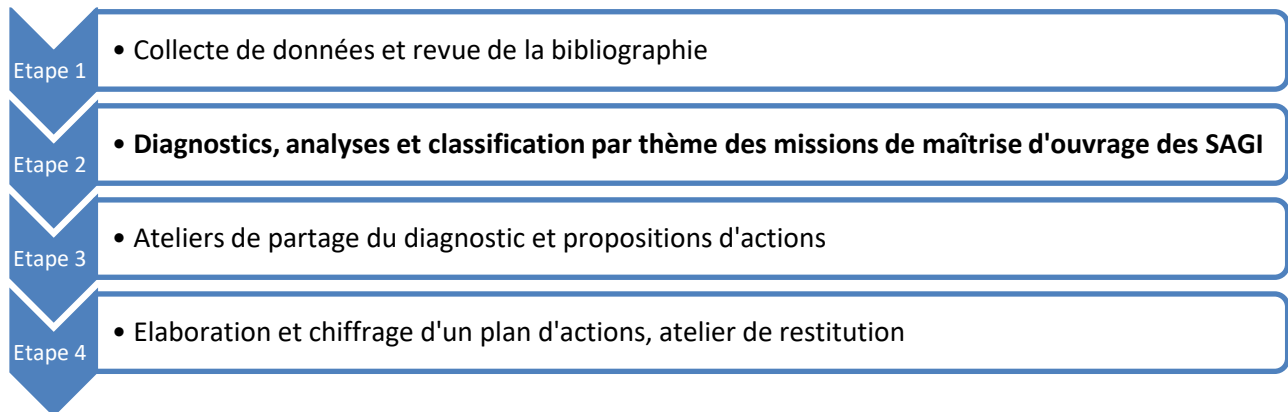 Etape 1
• Collecte de données et revue de la bibliographie
Etape 2
• Diagnostics, analyses et classification par thème des missions de maîtrise d'ouvrage des SAGI
Etape 3
• Ateliers de partage du diagnostic et propositions d'actions
Etape 4
• Elaboration et chiffrage d'un plan d'actions, atelier de restitution